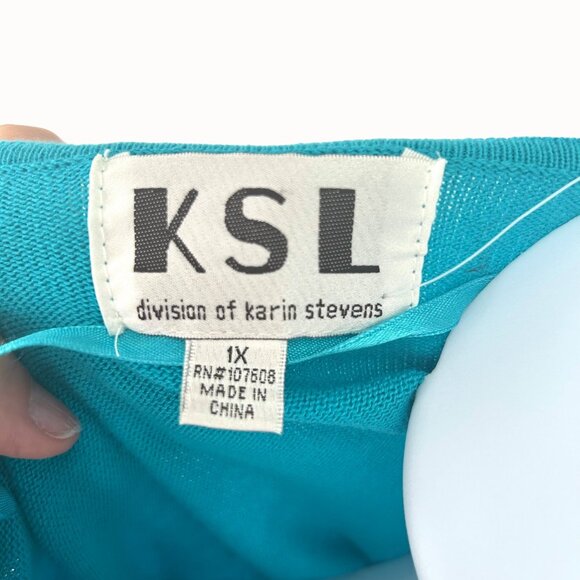 KSL
division of karin stevens
1X
RN#107608
MADE IN
CHINA